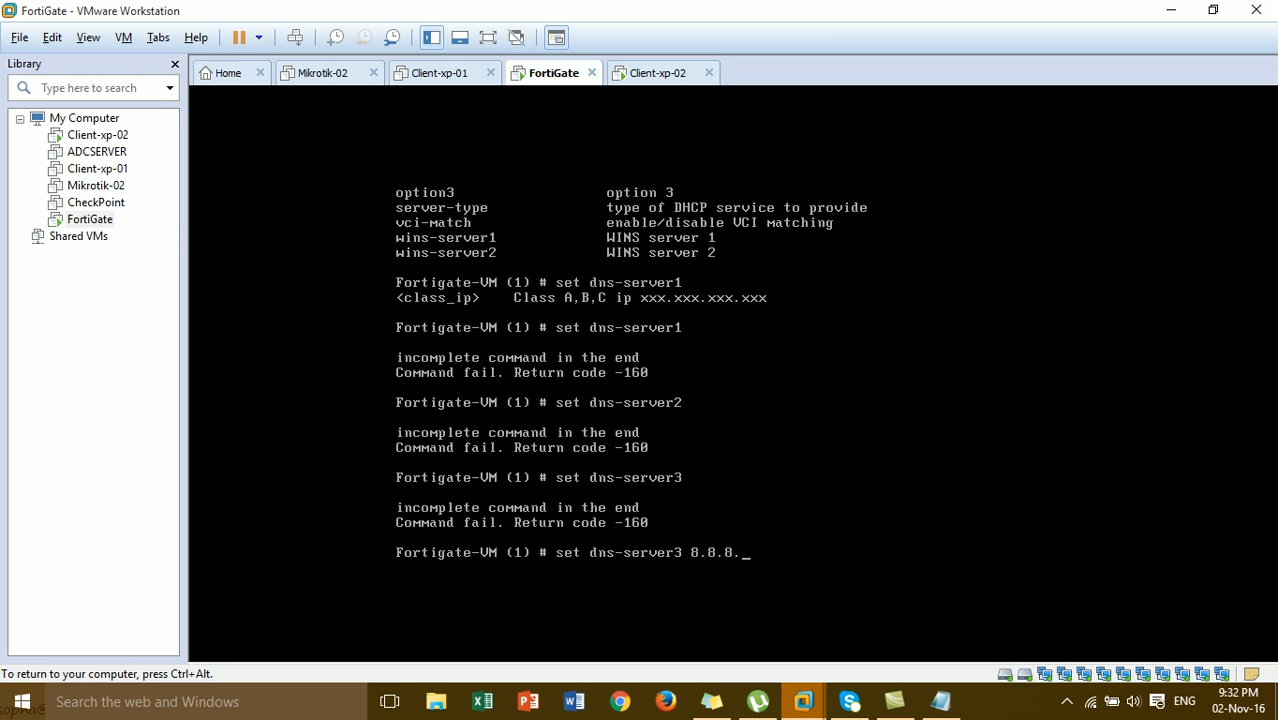 FortiGate - VMware Workstation
File Edit View VM Tabs Help
Library
Type here to search
My Computer
Client-xp-02
ADCSERVER
Client-xp-01
Mikrotik-02
CheckPoint
FortiGate
Shared VMs
Home Mikrotik-02 Client-xp-01 FortiGate Client-xp-02
option3 option 3
server-type type of DHCP service to provide
vci-match enable/disable VCI matching
wins-server1 WINS server 1
wins-server2 WINS server 2
Fortigate-VM (1) # set dns-server1
<class_ip> Class A,B,C ip xxx.xxx.xxx.xxx
Fortigate-VM (1) # set dns-server1
incomplete command in the end
Command fail. Return code -160
Fortigate-VM (1) # set dns-server2
incomplete command in the end
Command fail. Return code -160
Fortigate-VM (1) # set dns-server3
incomplete command in the end
Command fail. Return code -160
Fortigate-VM (1) # set dns-server3 8.8.8._
To return to your computer, press Ctrl+Alt.
Search the web and Windows
ENG
9:32 PM
02-Nov-16